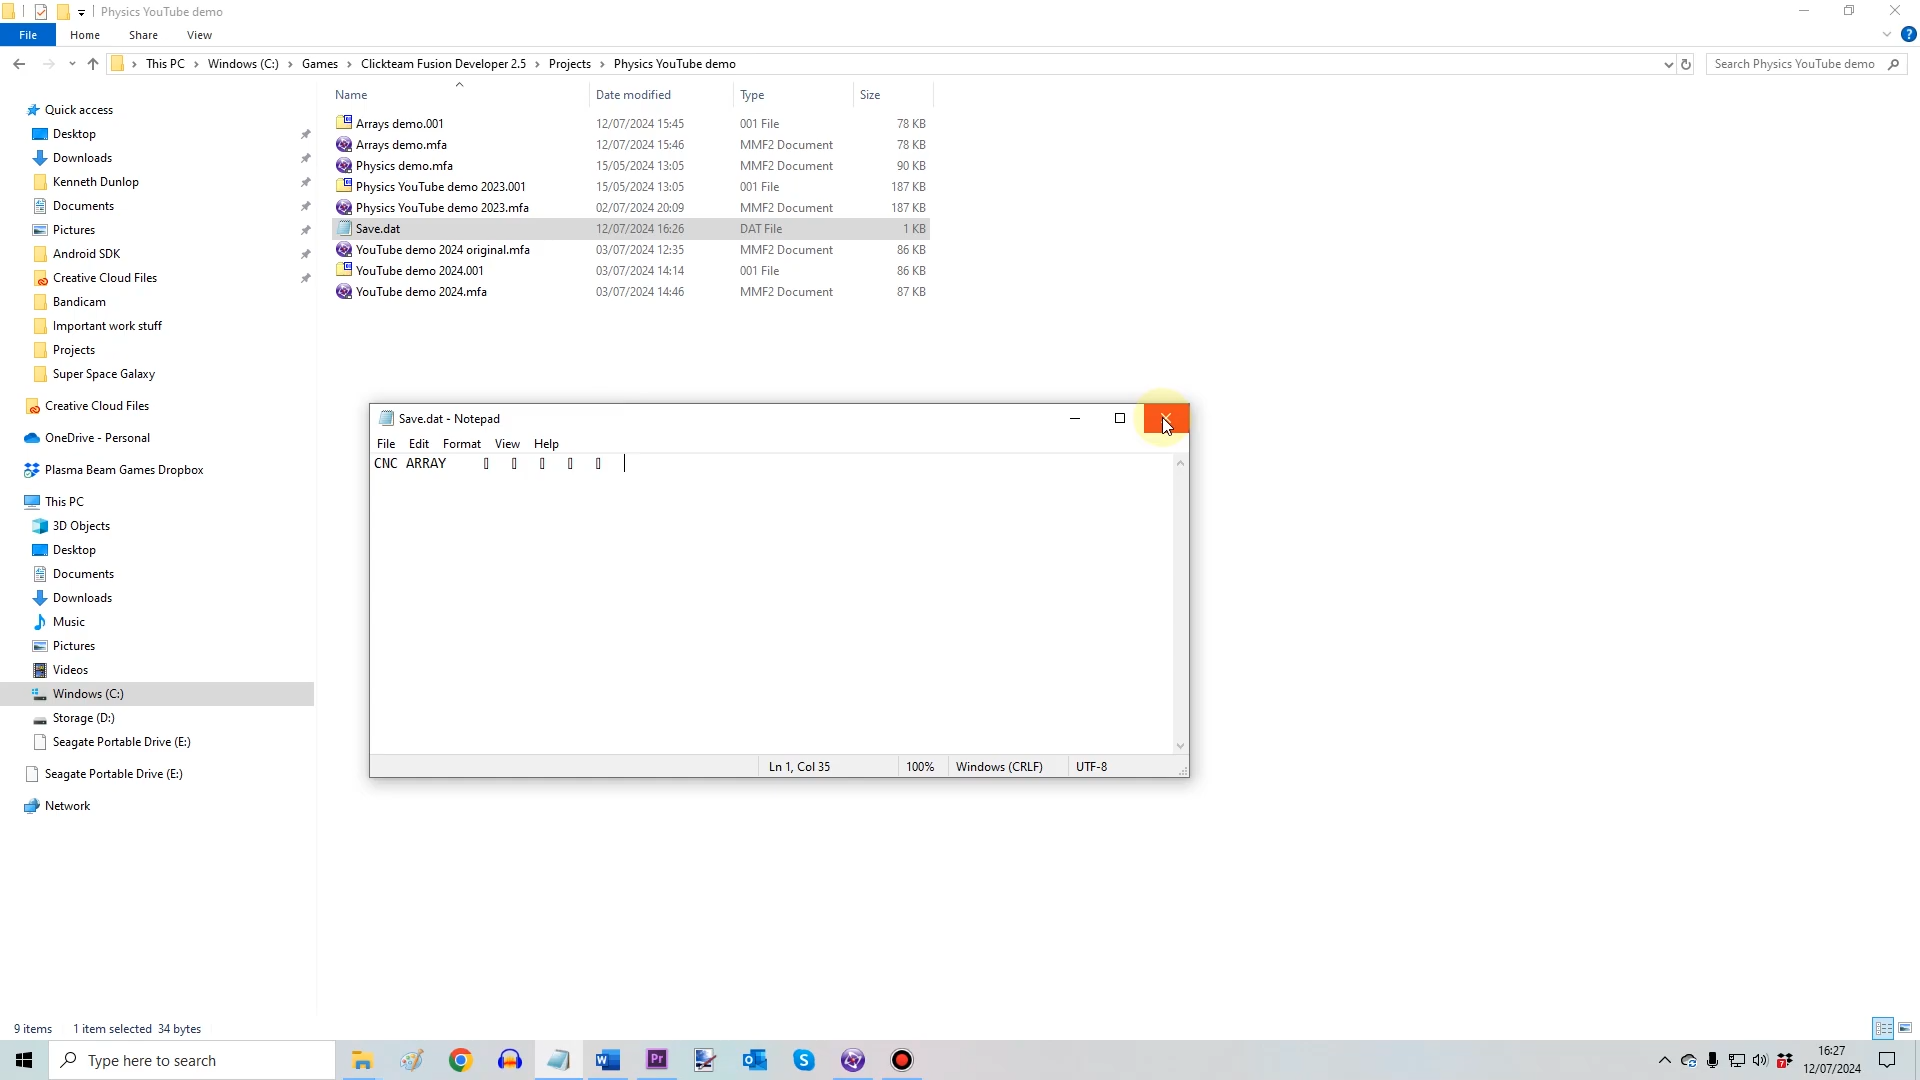 Physics YouTube demo
File Home Share View
This PC Windows (C:) Games Clickteam Fusion Developer 2.5 Projects Physics YouTube demo
Search Physics YouTube demo
Name Date modified Type Size
Arrays demo.001 12/07/2024 15:45 001 File 78 KB
Arrays demo.mfa 12/07/2024 15:46 MMF2 Document 78 KB
Physics demo.mfa 15/05/2024 13:05 MMF2 Document 90 KB
Physics YouTube demo 2023.001 15/05/2024 13:05 001 File 187 KB
Physics YouTube demo 2023.mfa 02/07/2024 20:09 MMF2 Document 187 KB
Save.dat 12/07/2024 16:26 DAT File 1 KB
YouTube demo 2024 original.mfa 03/07/2024 12:35 MMF2 Document 86 KB
YouTube demo 2024.001 03/07/2024 14:14 001 File 86 KB
YouTube demo 2024.mfa 03/07/2024 14:46 MMF2 Document 87 KB
Quick access
Desktop
Downloads
Kenneth Dunlop
Documents
Pictures
Android SDK
Creative Cloud Files
Bandicam
Important work stuff
Projects
Super Space Galaxy
Creative Cloud Files
OneDrive - Personal
Plasma Beam Games Dropbox
This PC
3D Objects
Desktop
Documents
Downloads
Music
Pictures
Videos
Windows (C:)
Storage (D:)
Seagate Portable Drive (E:)
Seagate Portable Drive (E:)
Network
Save.dat - Notepad
File Edit Format View Help
CNC ARRAY
Ln 1, Col 35 100% Windows (CRLF) UTF-8
9 items 1 item selected 34 bytes
Type here to search
16:27
12/07/2024